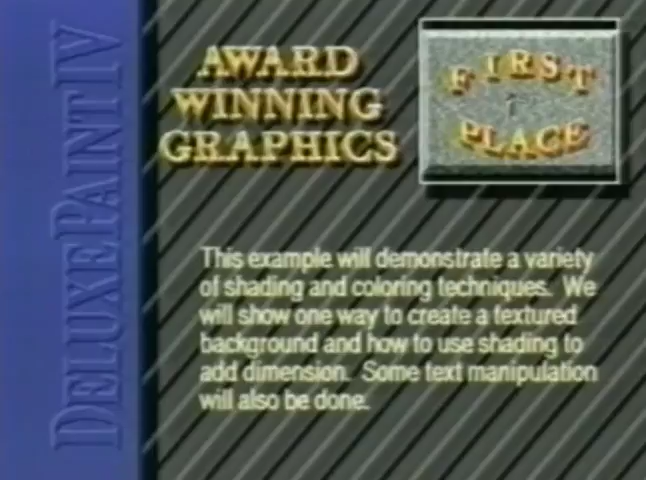 DELUXEPAINT IV
AWARD
WINNING
GRAPHICS
FIRST
PLACE
This example will demonstrate a variety
of shading and coloring techniques. We
will show one way to create a textured
background and how to use shading to
add dimension. Some text manipulation
will also be done.